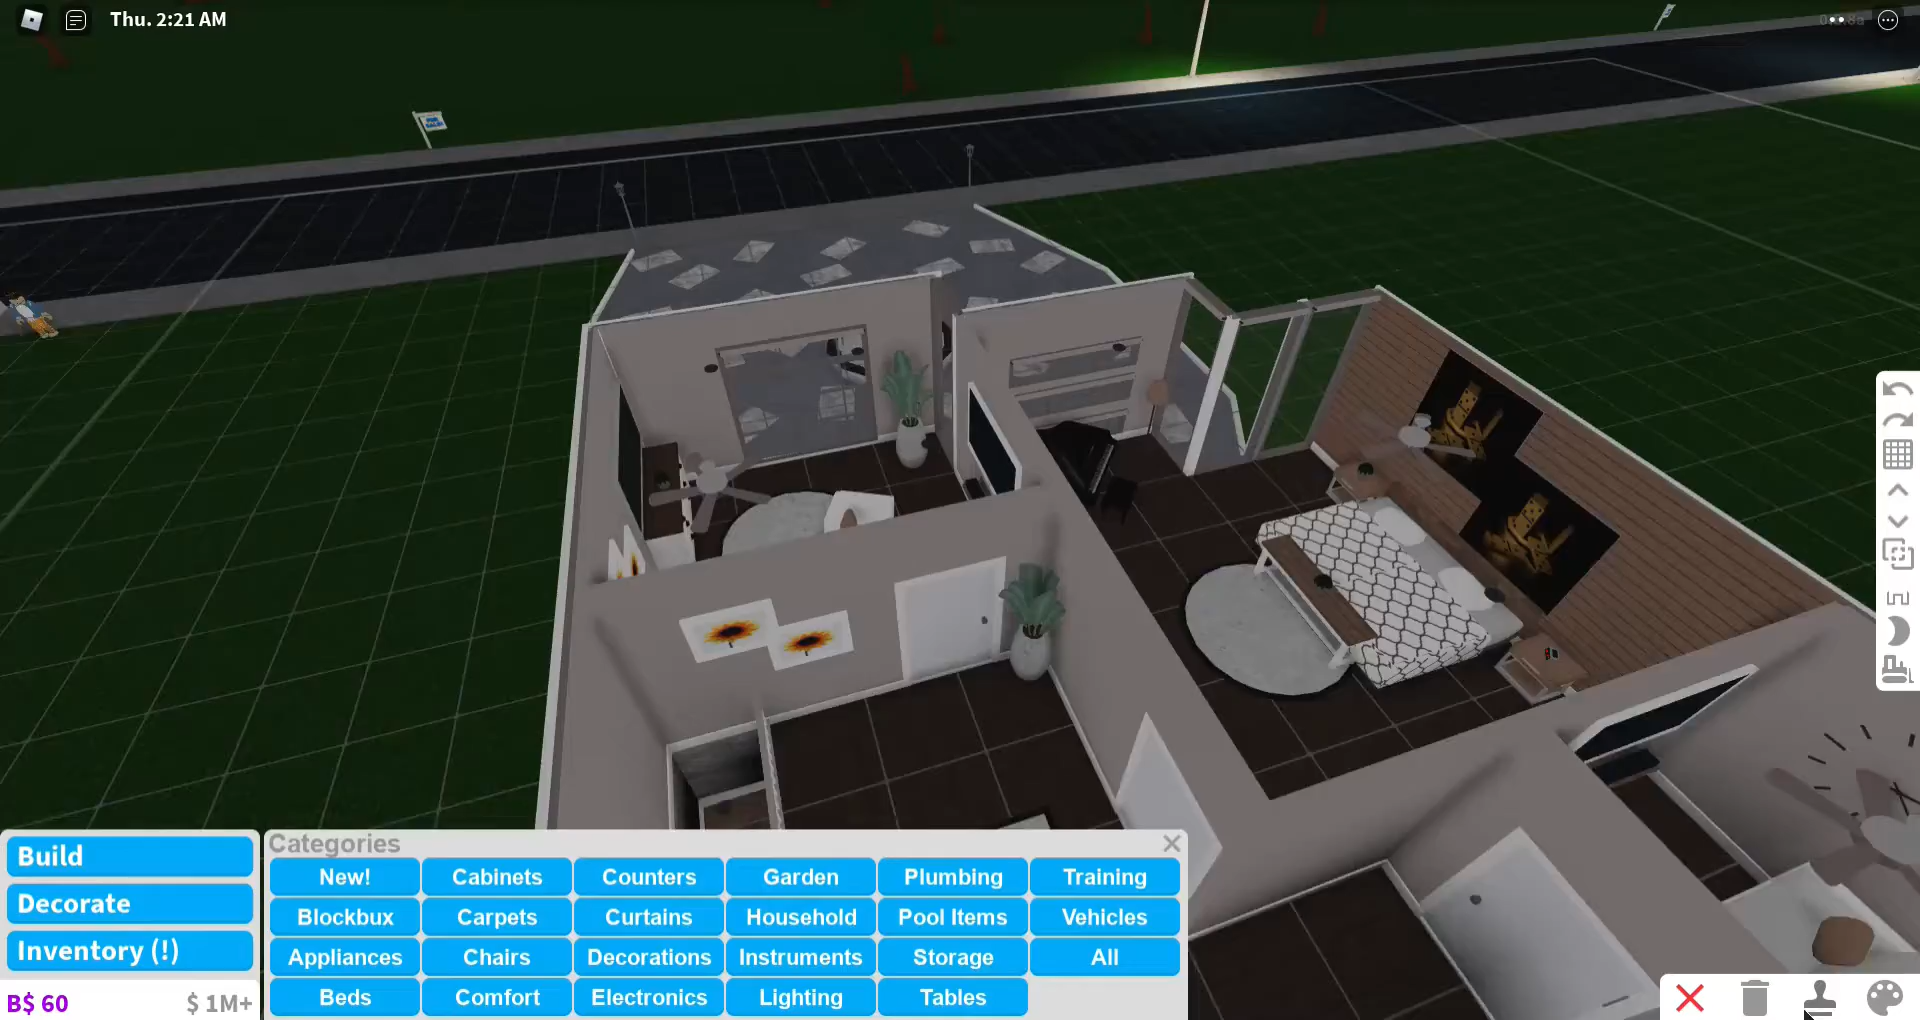 Thu. 2:21 AM
Build
Decorate
Inventory (!)
B$ 60
$ 1M+
Categories
New! Cabinets Counters Garden Plumbing Training
Blockbux Carpets Curtains Household Pool Items Vehicles
Appliances Chairs Decorations Instruments Storage All
Beds Comfort Electronics Lighting Tables